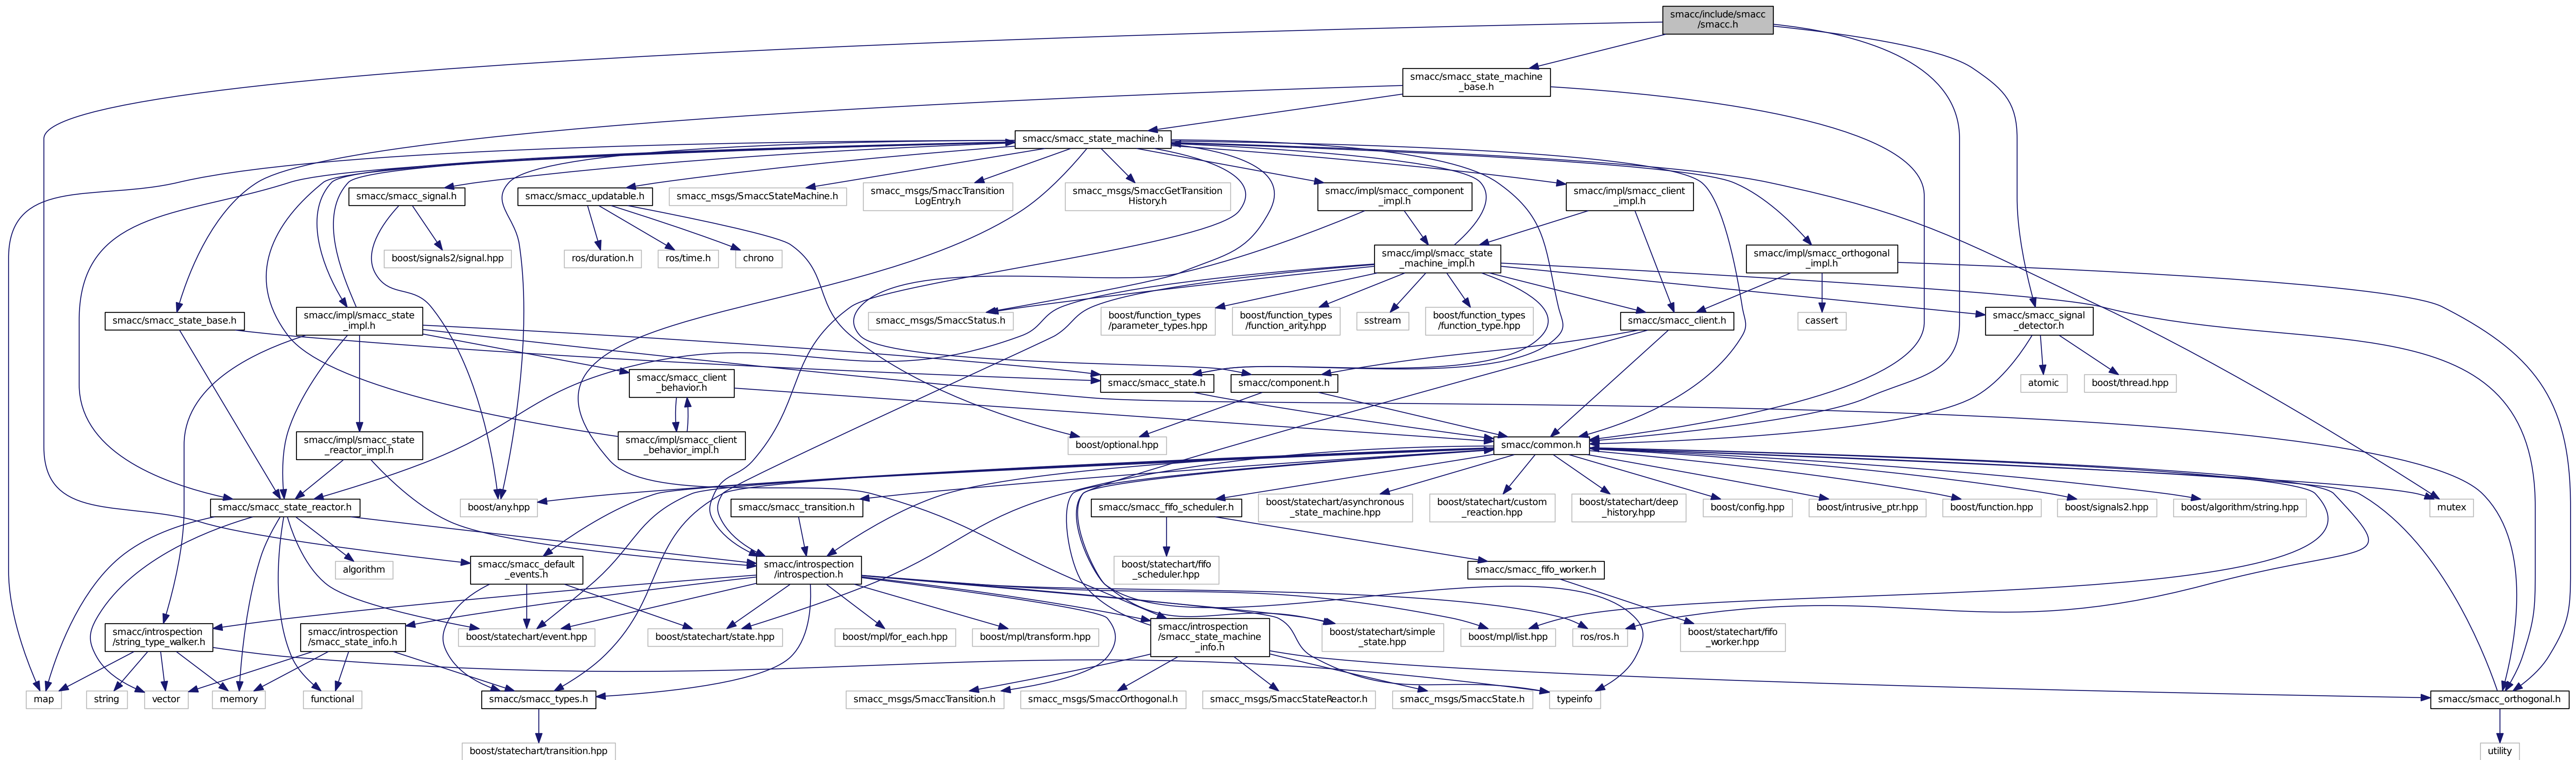 smacc/include/smacc
/smacc.h
smacc/smacc_state_machine
_base.h
smacc/smacc_state_machine.h
smacc/smacc_signal.h
smacc/smacc_updatable.h
smacc_msgs/SmaccStateMachine.h
smacc_msgs/SmaccTransition
LogEntry.h
smacc_msgs/SmaccGetTransition
History.h
smacc/impl/smacc_component
_impl.h
smacc/impl/smacc_client
_impl.h
boost/signals2/signal.hpp
ros/duration.h
ros/time.h
chrono
smacc/impl/smacc_state
_machine_impl.h
smacc/impl/smacc_orthogonal
_impl.h
smacc/smacc_state_base.h
smacc/impl/smacc_state
_impl.h
smacc_msgs/SmaccStatus.h
boost/function_types
/parameter_types.hpp
boost/function_types
/function_arity.hpp
sstream
boost/function_types
/function_type.hpp
smacc/smacc_client.h
cassert
smacc/smacc_signal
_detector.h
smacc/smacc_client
_behavior.h
smacc/smacc_state.h
smacc/component.h
atomic
boost/thread.hpp
smacc/impl/smacc_state
_reactor_impl.h
smacc/impl/smacc_client
_behavior_impl.h
boost/optional.hpp
smacc/common.h
smacc/smacc_state_reactor.h
boost/any.hpp
smacc/smacc_transition.h
smacc/smacc_fifo_scheduler.h
boost/statechart/asynchronous
_state_machine.hpp
boost/statechart/custom
_reaction.hpp
boost/statechart/deep
_history.hpp
boost/config.hpp
boost/intrusive_ptr.hpp
boost/function.hpp
boost/signals2.hpp
boost/algorithm/string.hpp
mutex
algorithm
smacc/smacc_default
_events.h
smacc/introspection
/introspection.h
boost/statechart/fifo
_scheduler.hpp
smacc/smacc_fifo_worker.h
smacc/introspection
/string_type_walker.h
smacc/introspection
/smacc_state_info.h
boost/statechart/event.hpp
boost/statechart/state.hpp
boost/mpl/for_each.hpp
boost/mpl/transform.hpp
smacc/introspection
/smacc_state_machine
_info.h
boost/statechart/simple
_state.hpp
boost/mpl/list.hpp
ros/ros.h
boost/statechart/fifo
_worker.hpp
map
string
vector
memory
functional
smacc/smacc_types.h
smacc_msgs/SmaccTransition.h
smacc_msgs/SmaccOrthogonal.h
smacc_msgs/SmaccStateReactor.h
smacc_msgs/SmaccState.h
typeinfo
smacc/smacc_orthogonal.h
boost/statechart/transition.hpp
utility